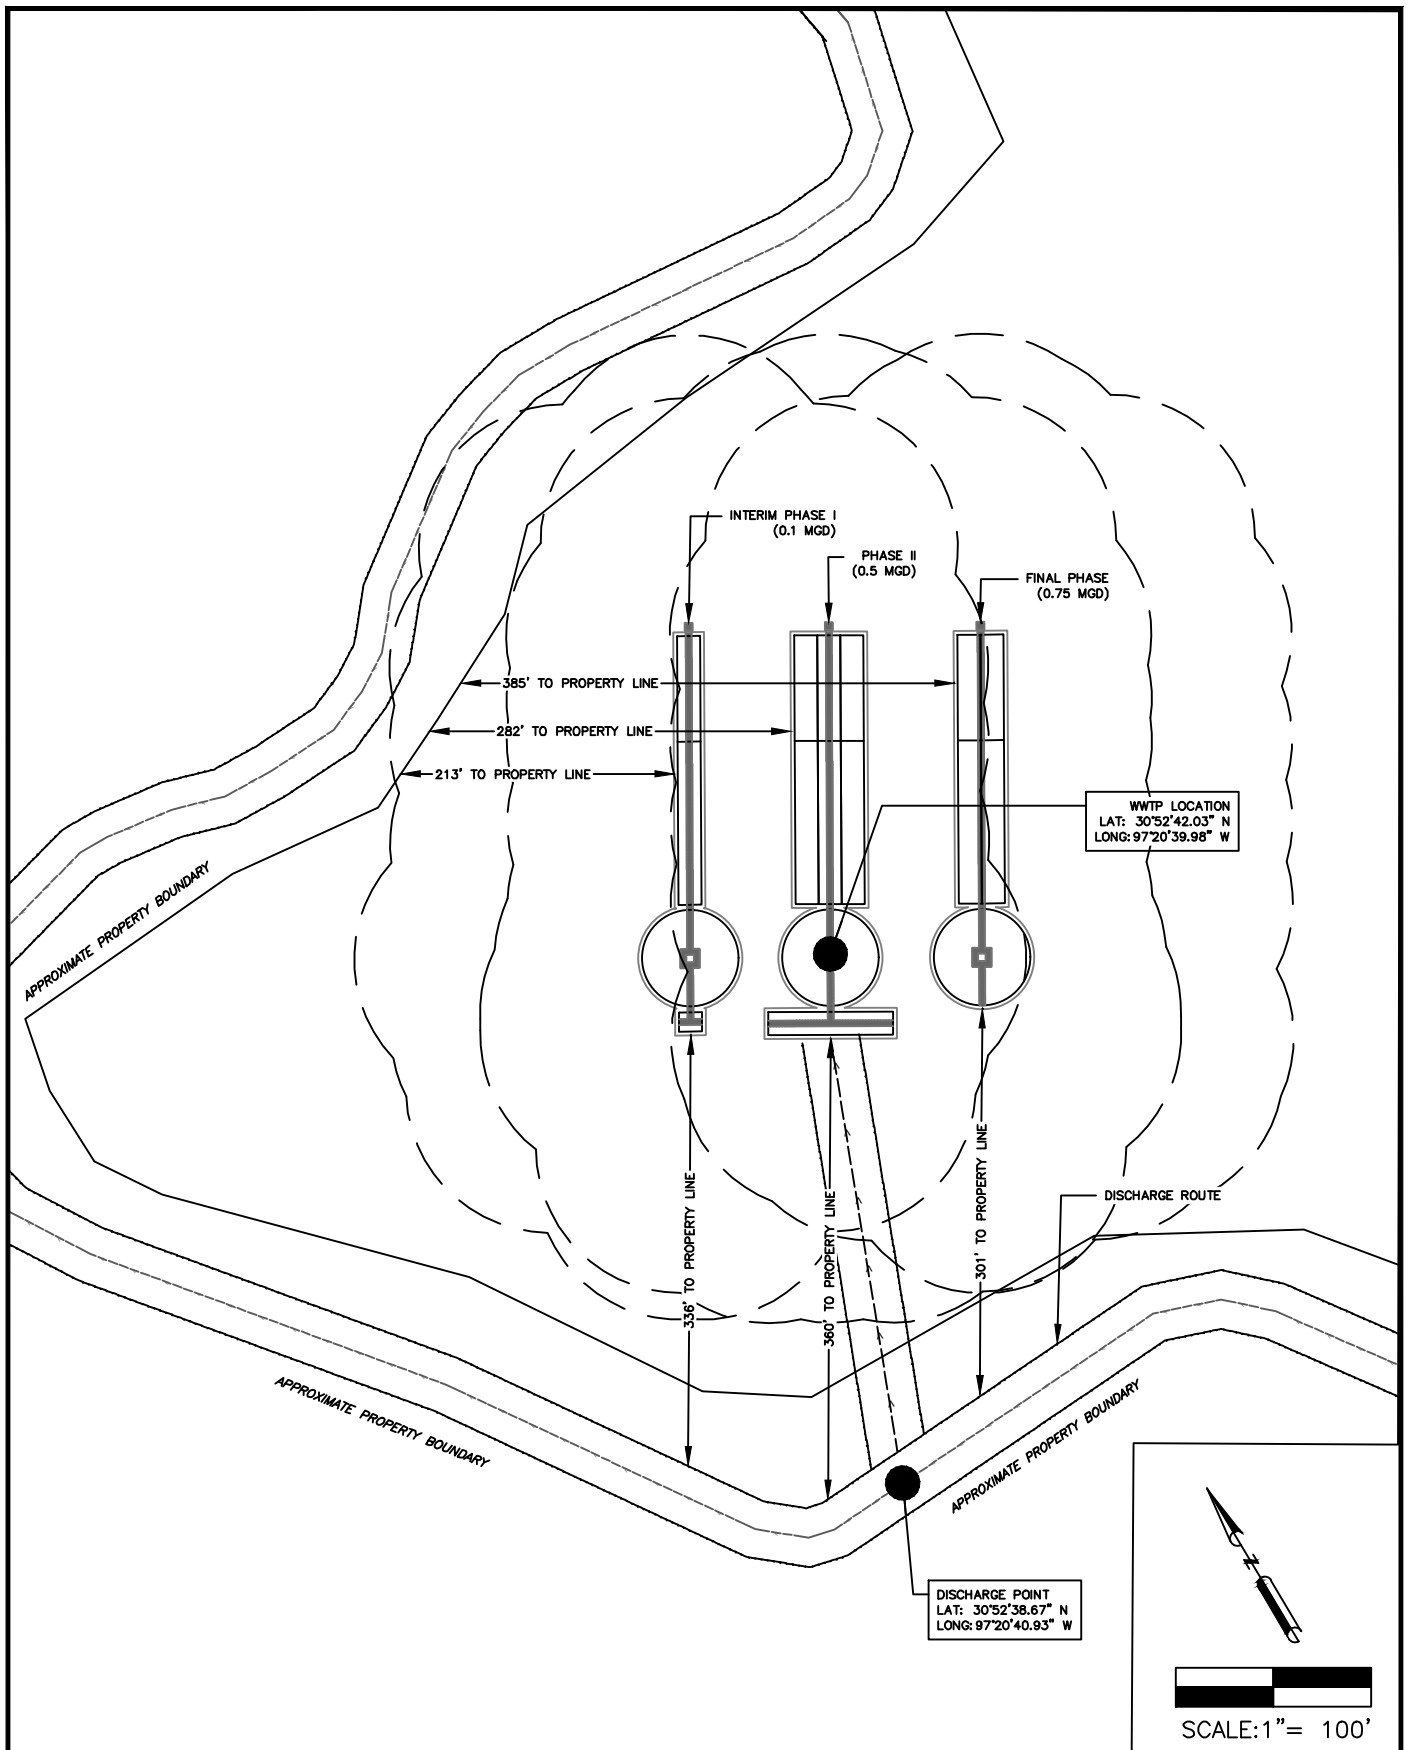 INTERIM PHASE I
(0.1 MGD)
PHASE II
(0.5 MGD)
FINAL PHASE
(0.75 MGD)
385' TO PROPERTY LINE
282' TO PROPERTY LINE
213' TO PROPERTY LINE
WWTP LOCATION
LAT: 30°52'42.03" N
LONG: 97°20'39.98" W
APPROXIMATE PROPERTY BOUNDARY
336' TO PROPERTY LINE
360' TO PROPERTY LINE
301' TO PROPERTY LINE
DISCHARGE ROUTE
APPROXIMATE PROPERTY BOUNDARY
APPROXIMATE PROPERTY BOUNDARY
DISCHARGE POINT
LAT: 30°52'38.67" N
LONG: 97°20'40.93" W
N
SCALE:1"= 100'